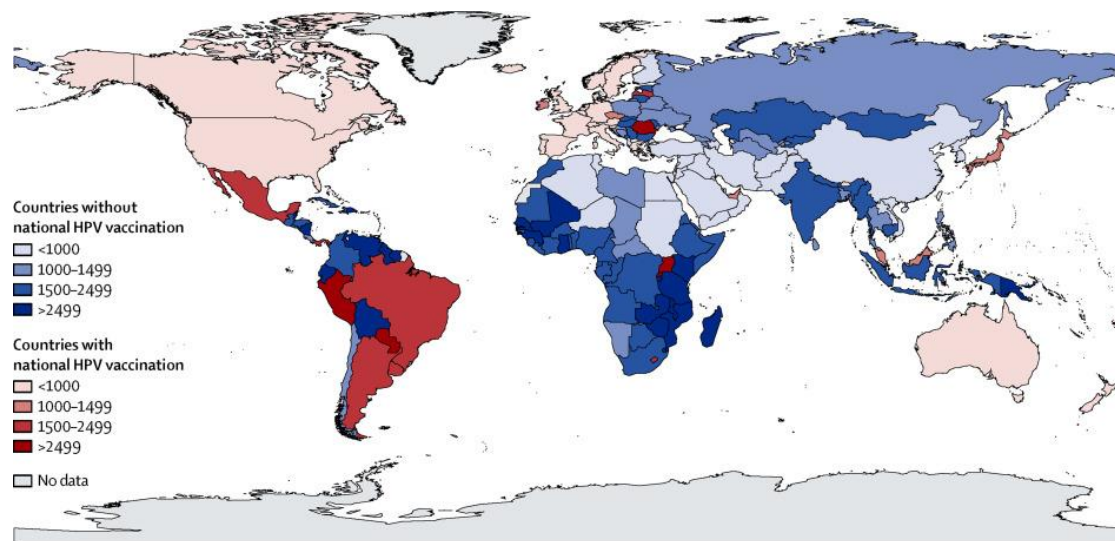 Countries without
national HPV vaccination
<1000
1000–1499
1500–2499
>2499
Countries with
national HPV vaccination
<1000
1000–1499
1500–2499
>2499
No data